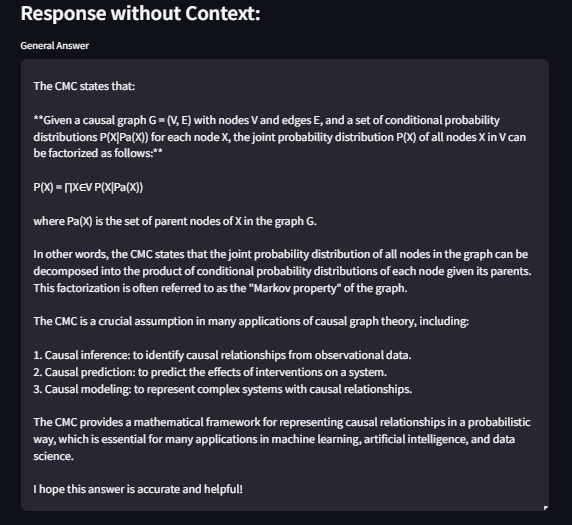 Response without Context:
General Answer
The CMC states that:
**Given a causal graph G = (V, E) with nodes V and edges E, and a set of conditional probability
distributions P(X|Pa(X)) for each node X, the joint probability distribution P(X) of all nodes X in V can
be factorized as follows:**
P(X) = ∏X∈V P(X|Pa(X))
where Pa(X) is the set of parent nodes of X in the graph G.
In other words, the CMC states that the joint probability distribution of all nodes in the graph can be
decomposed into the product of conditional probability distributions of each node given its parents.
This factorization is often referred to as the "Markov property" of the graph.
The CMC is a crucial assumption in many applications of causal graph theory, including:
1. Causal inference: to identify causal relationships from observational data.
2. Causal prediction: to predict the effects of interventions on a system.
3. Causal modeling: to represent complex systems with causal relationships.
The CMC provides a mathematical framework for representing causal relationships in a probabilistic
way, which is essential for many applications in machine learning, artificial intelligence, and data
science.
I hope this answer is accurate and helpful!